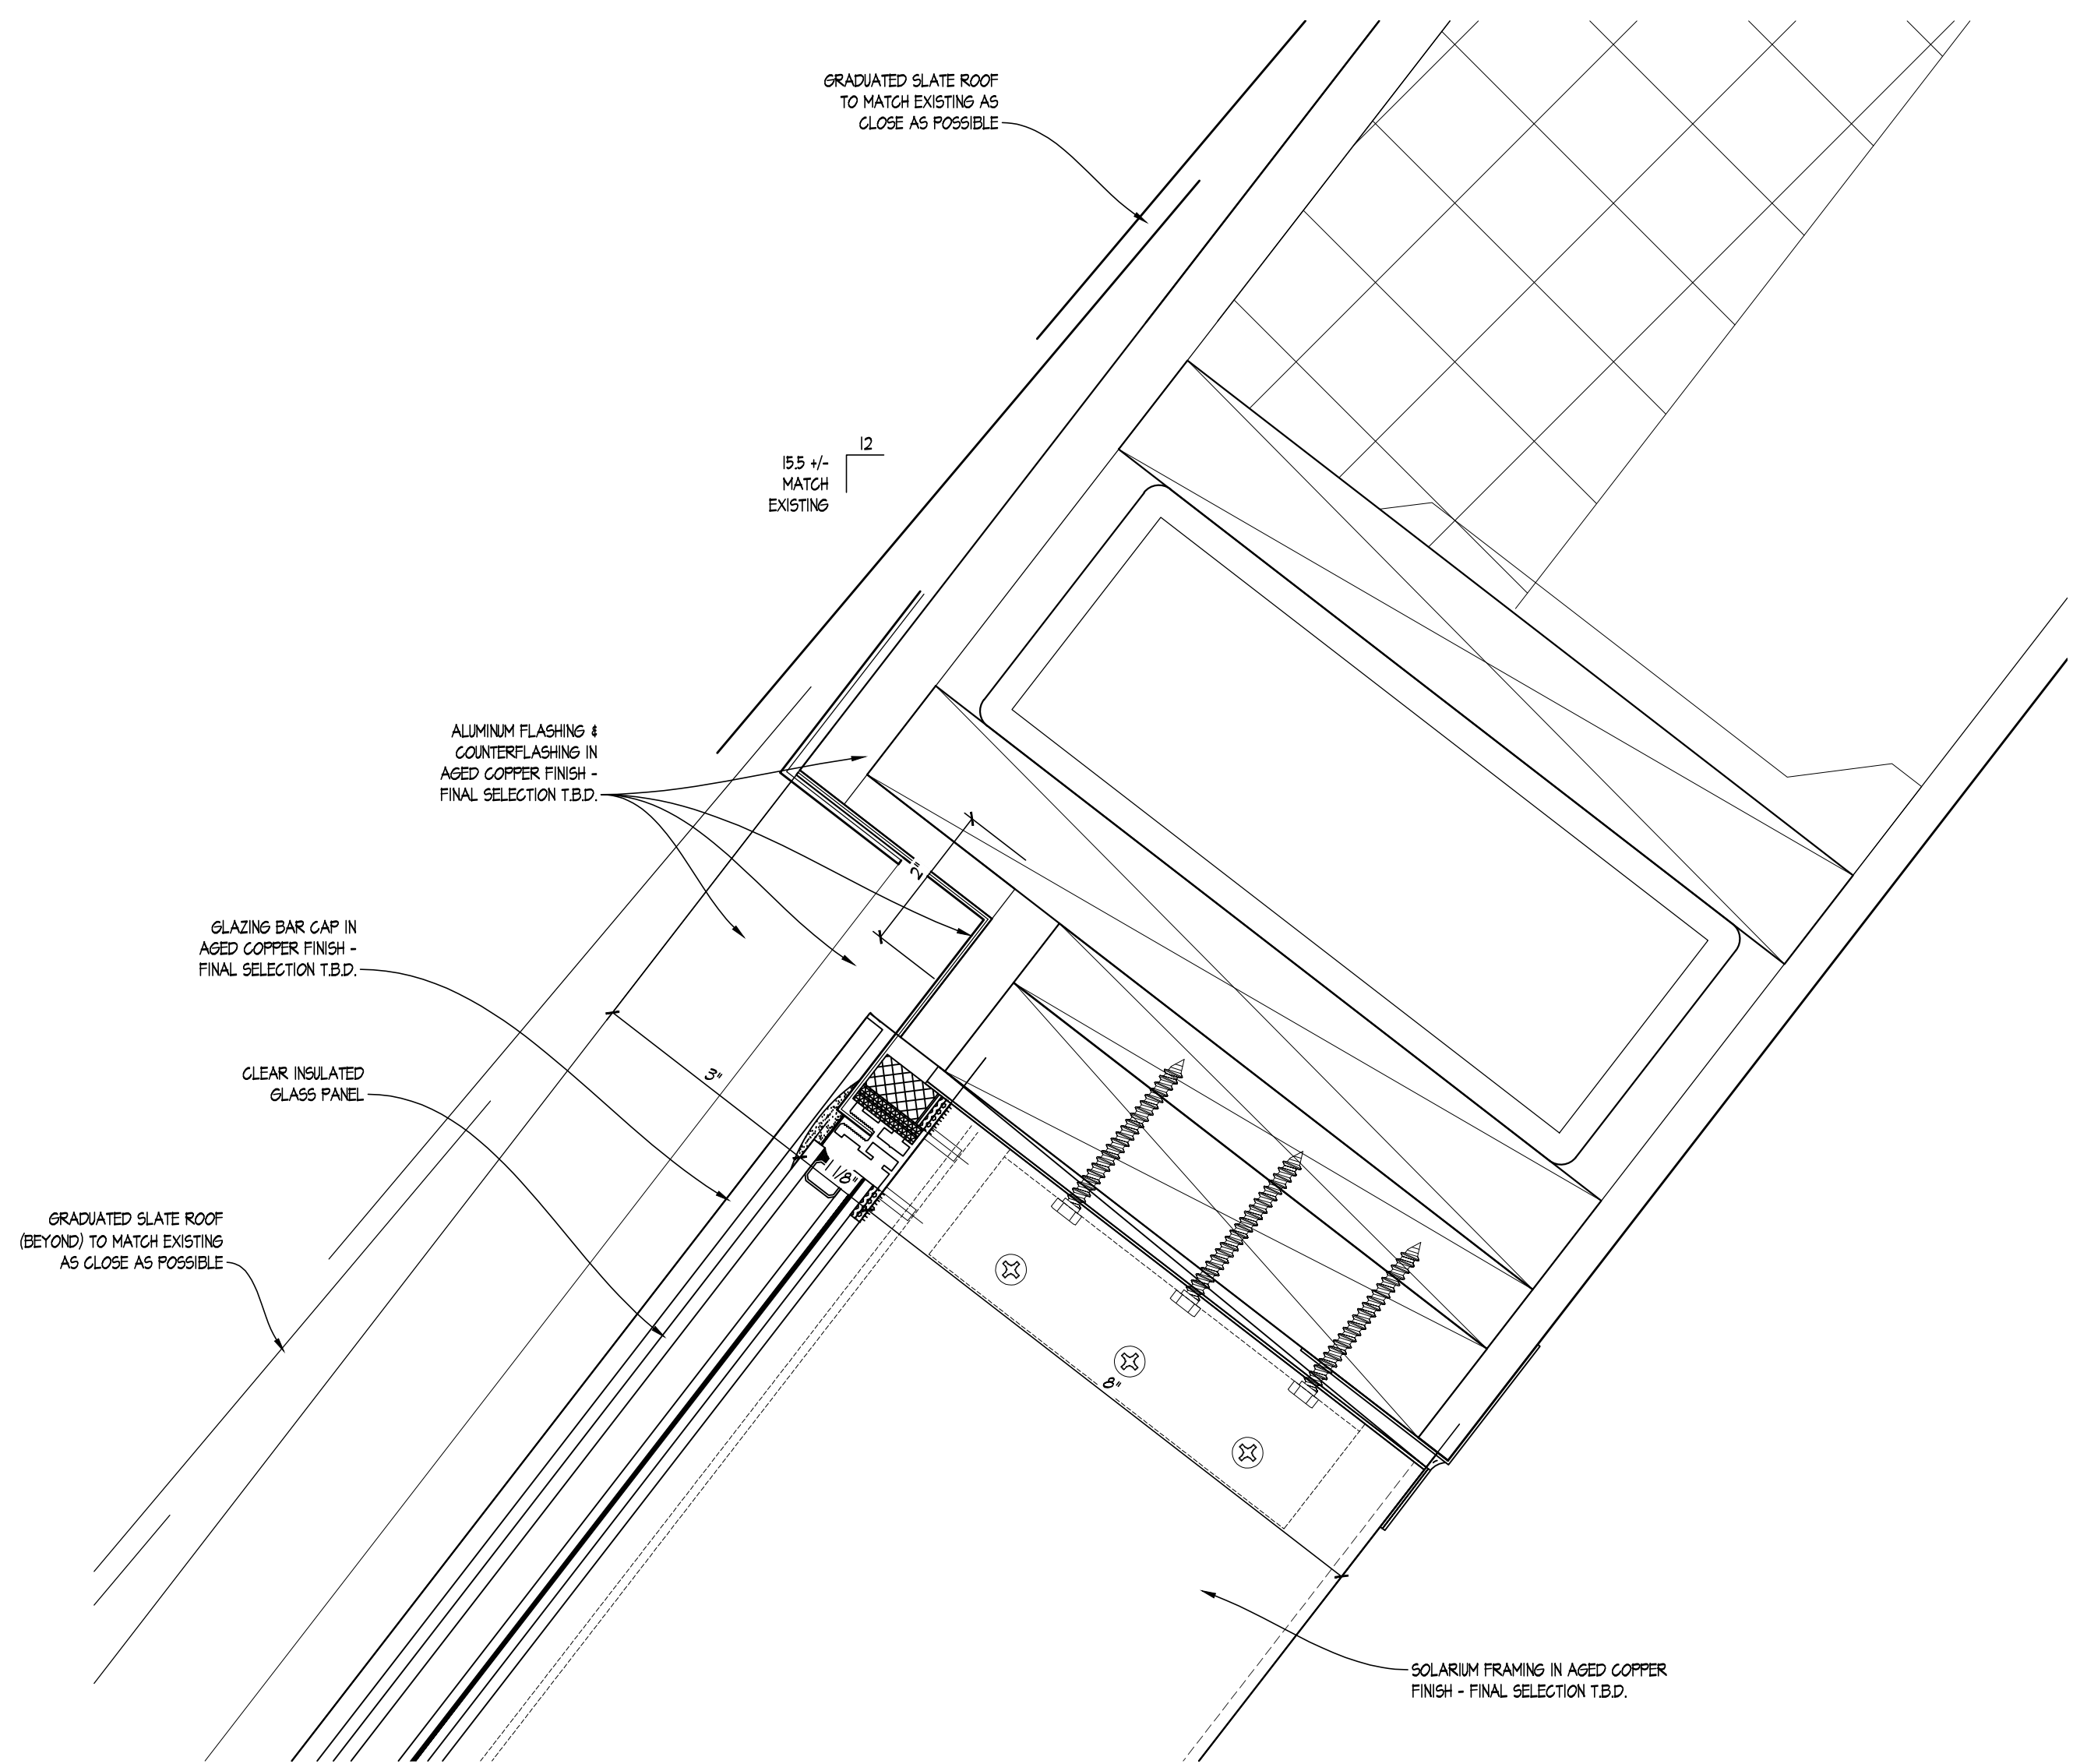 GRADUATED SLATE ROOF
TO MATCH EXISTING AS
CLOSE AS POSSIBLE
12
15.5 +/-
MATCH
EXISTING
ALUMINUM FLASHING &
COUNTERFLASHING IN
AGED COPPER FINISH -
FINAL SELECTION T.B.D.
2"
GLAZING BAR CAP IN
AGED COPPER FINISH -
FINAL SELECTION T.B.D.
CLEAR INSULATED
GLASS PANEL
3"
1 1/8"
GRADUATED SLATE ROOF
(BEYOND) TO MATCH EXISTING
AS CLOSE AS POSSIBLE
8"
SOLARIUM FRAMING IN AGED COPPER
FINISH - FINAL SELECTION T.B.D.